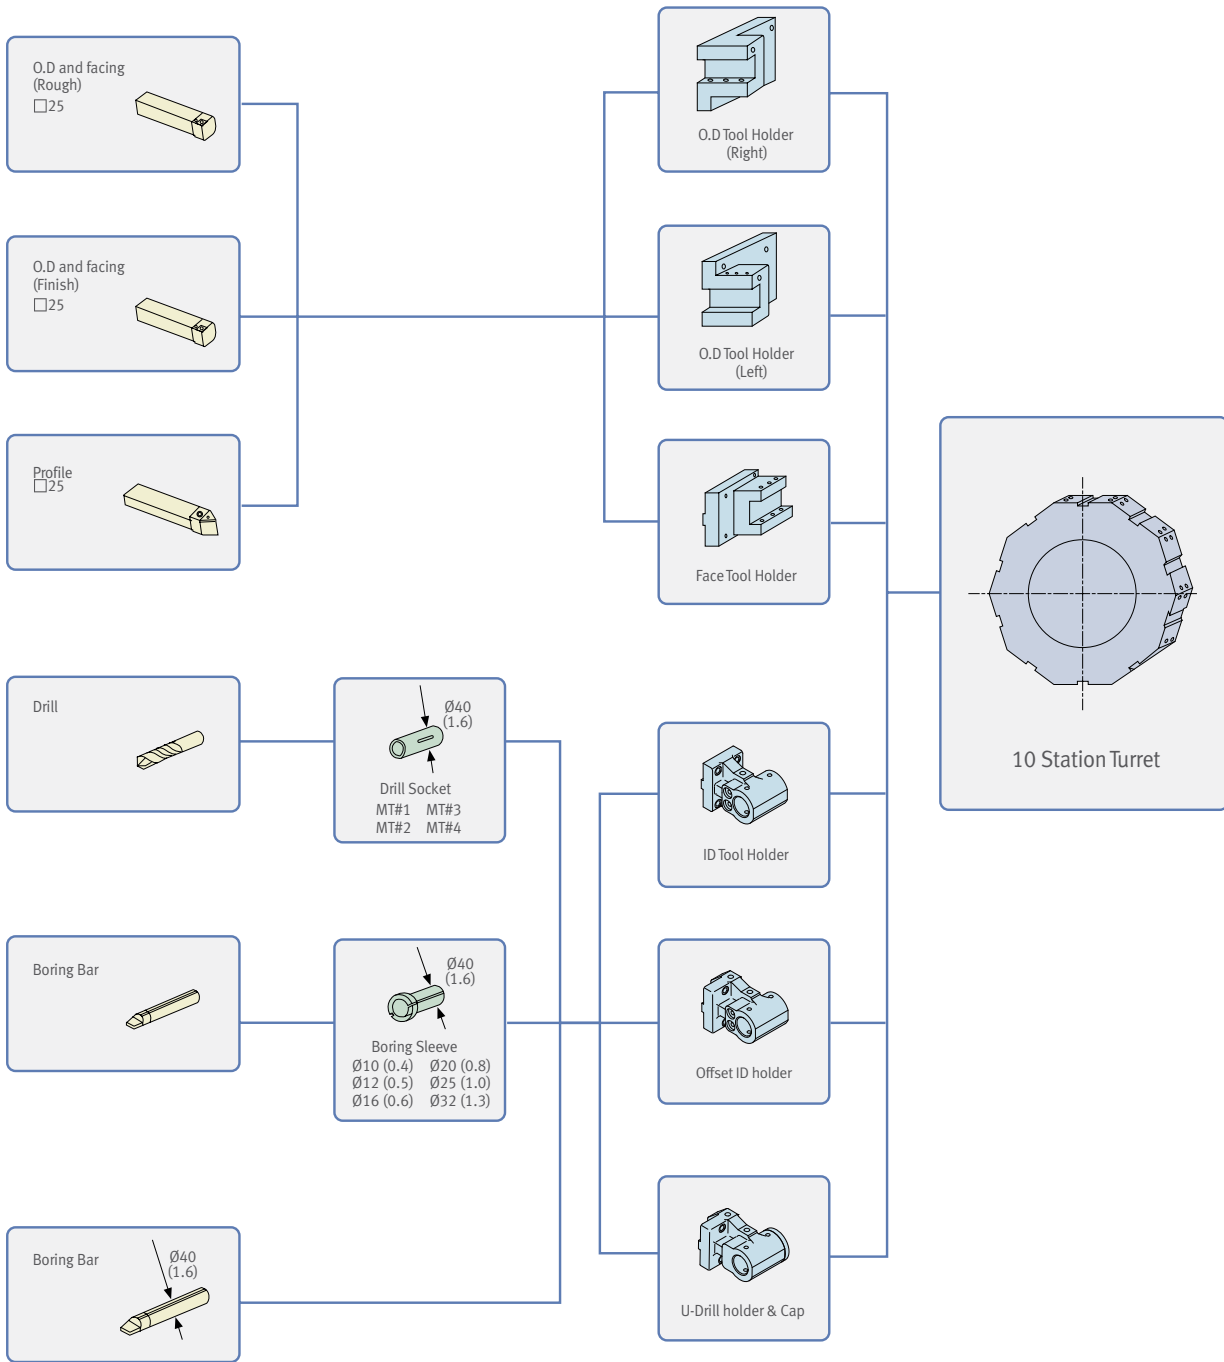 O.D and facing
(Rough)
□25
O.D and facing
(Finish)
□25
Profile
□25
Drill
Boring Bar
Boring Bar
Ø40
(1.6)
Ø40
(1.6)
Drill Socket
MT#1 MT#3
MT#2 MT#4
Ø40
(1.6)
Boring Sleeve
Ø10 (0.4) Ø20 (0.8)
Ø12 (0.5) Ø25 (1.0)
Ø16 (0.6) Ø32 (1.3)
O.D Tool Holder
(Right)
O.D Tool Holder
(Left)
Face Tool Holder
ID Tool Holder
Offset ID holder
U-Drill holder & Cap
10 Station Turret